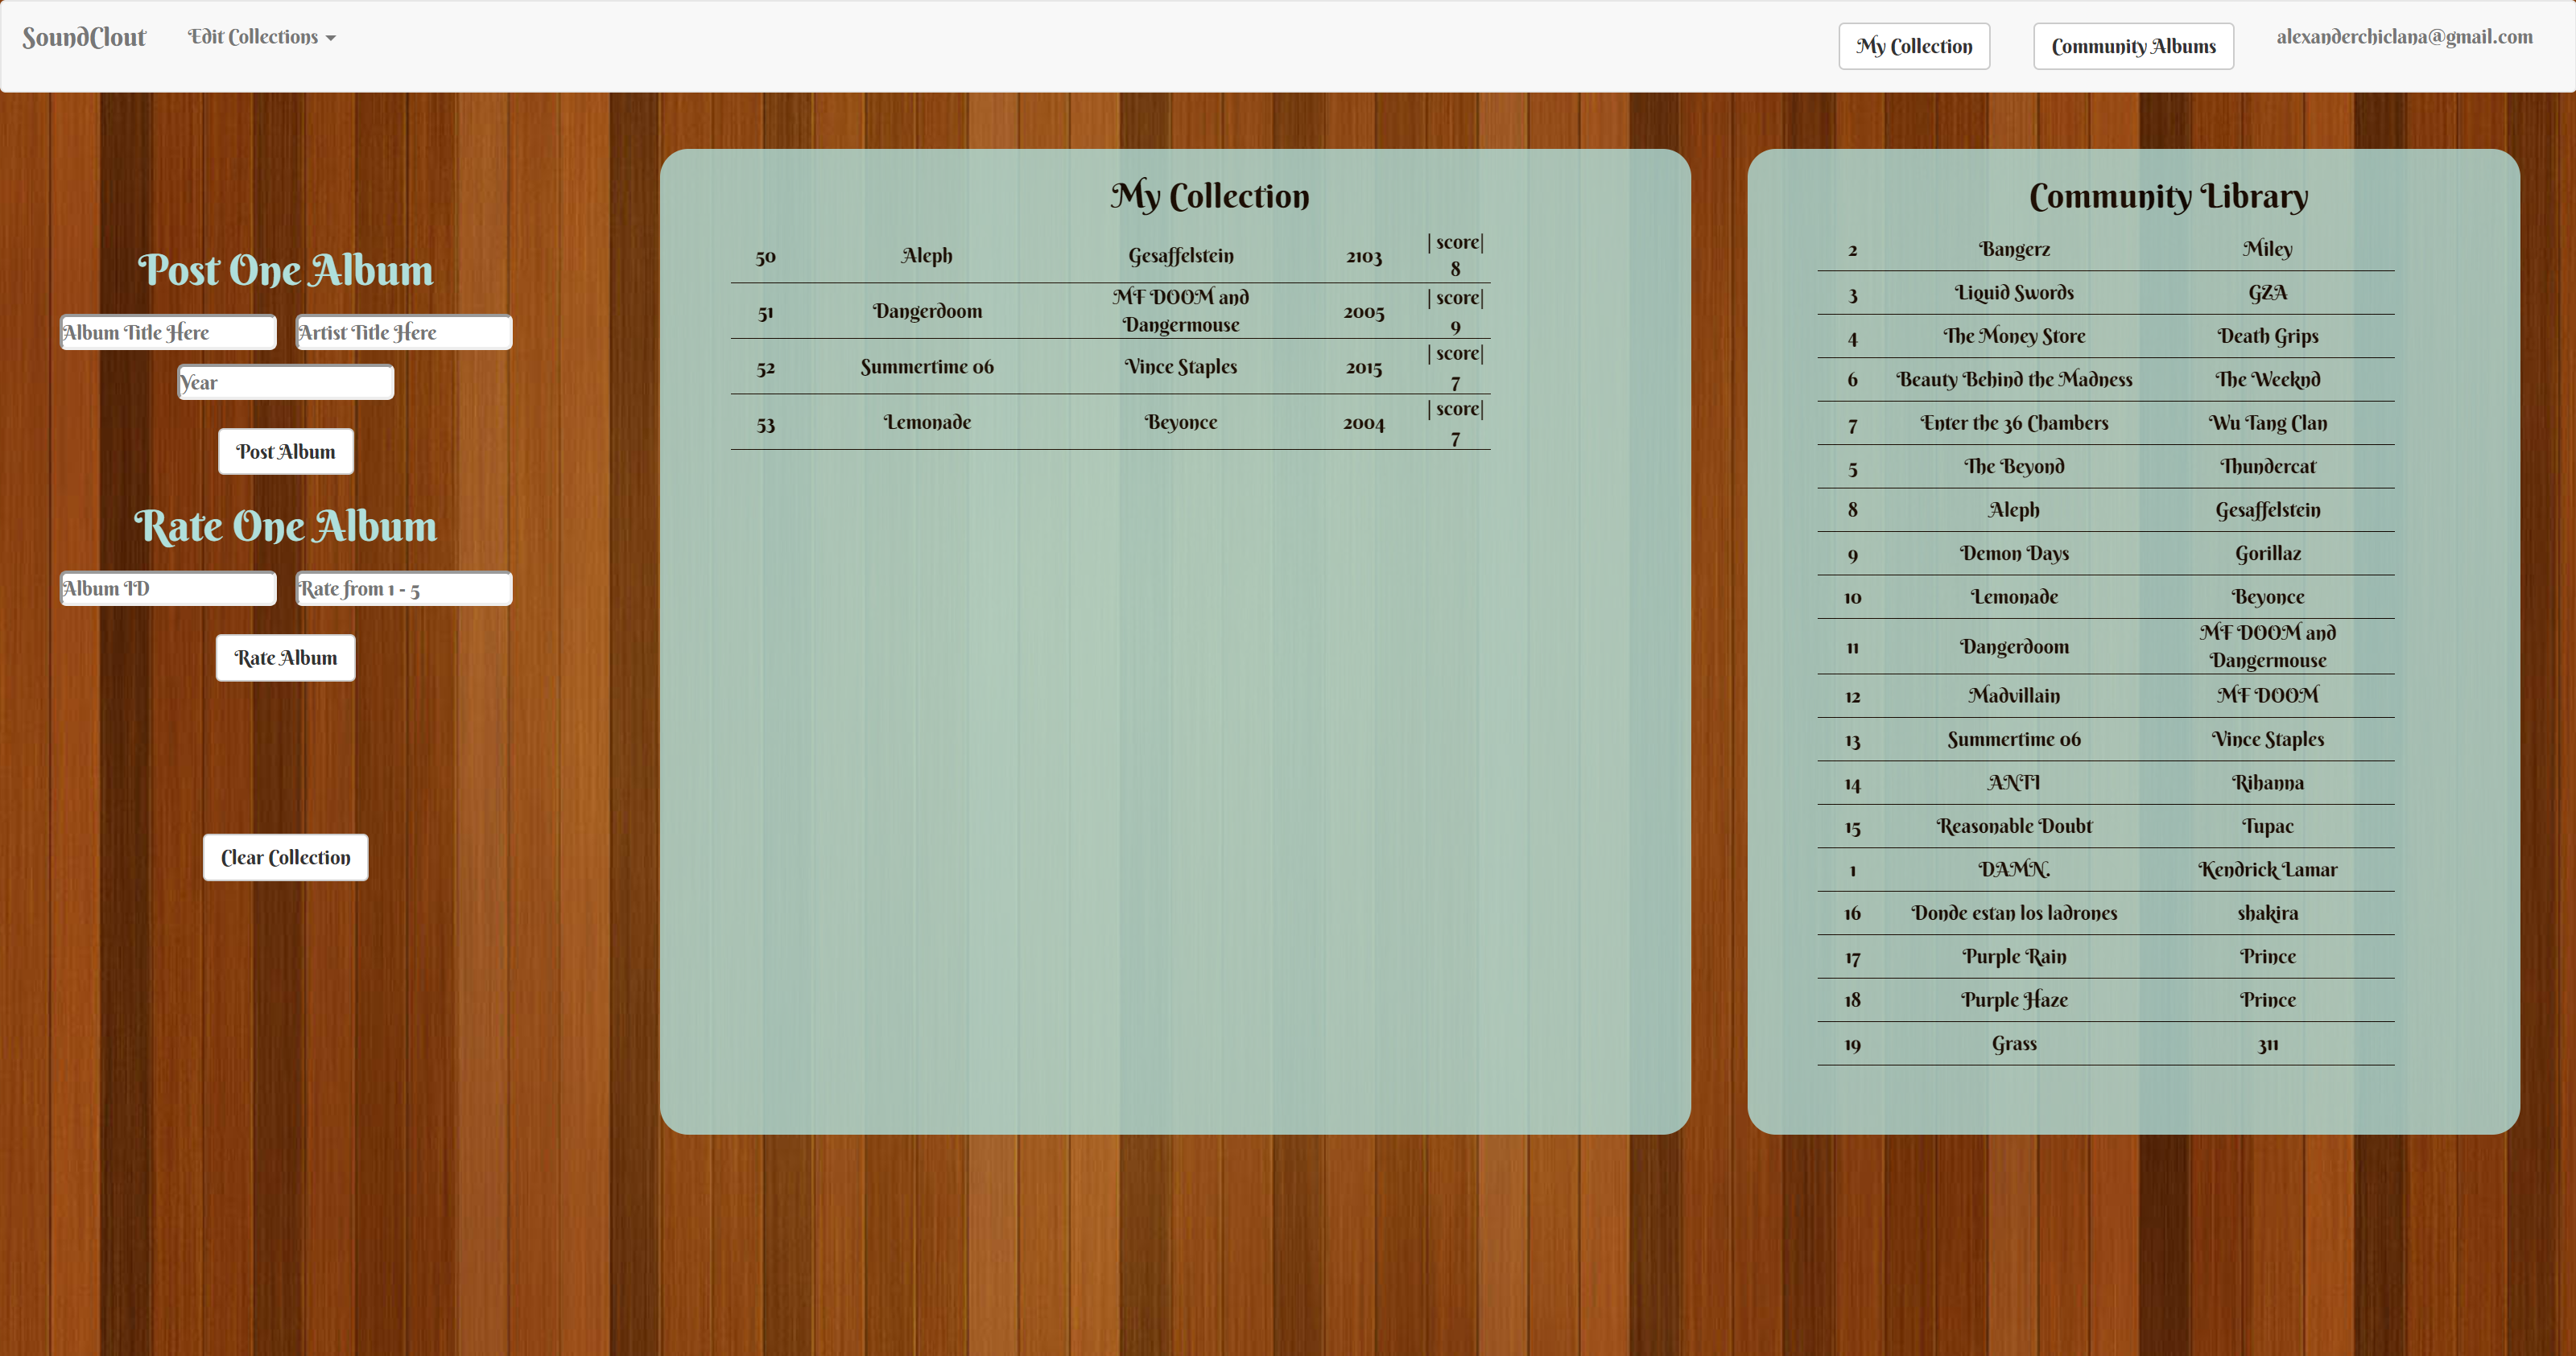 SoundClout
Edit Collections
My Collection
Community Albums
alexanderchiclana@gmail.com
Post One Album
Album Title Here
Artist Title Here
Year
Post Album
Rate One Album
Album ID
Rate from 1 - 5
Rate Album
Clear Collection
My Collection
50 Aleph Gesaffelstein 2103 | score| 8
51 Dangerdoom MF DOOM and Dangermouse 2005 | score| 9
52 Summertime 06 Vince Staples 2015 | score| 7
53 Lemonade Beyonce 2004 | score| 7
Community Library
2 Bangerz Miley
3 Liquid Swords GZA
4 The Money Store Death Grips
6 Beauty Behind the Madness The Weeknd
7 Enter the 36 Chambers Wu Tang Clan
5 The Beyond Thundercat
8 Aleph Gesaffelstein
9 Demon Days Gorillaz
10 Lemonade Beyonce
11 Dangerdoom MF DOOM and Dangermouse
12 Madvillain MF DOOM
13 Summertime 06 Vince Staples
14 ANTI Rihanna
15 Reasonable Doubt Tupac
1 DAMN. Kendrick Lamar
16 Donde estan los ladrones shakira
17 Purple Rain Prince
18 Purple Haze Prince
19 Grass 311